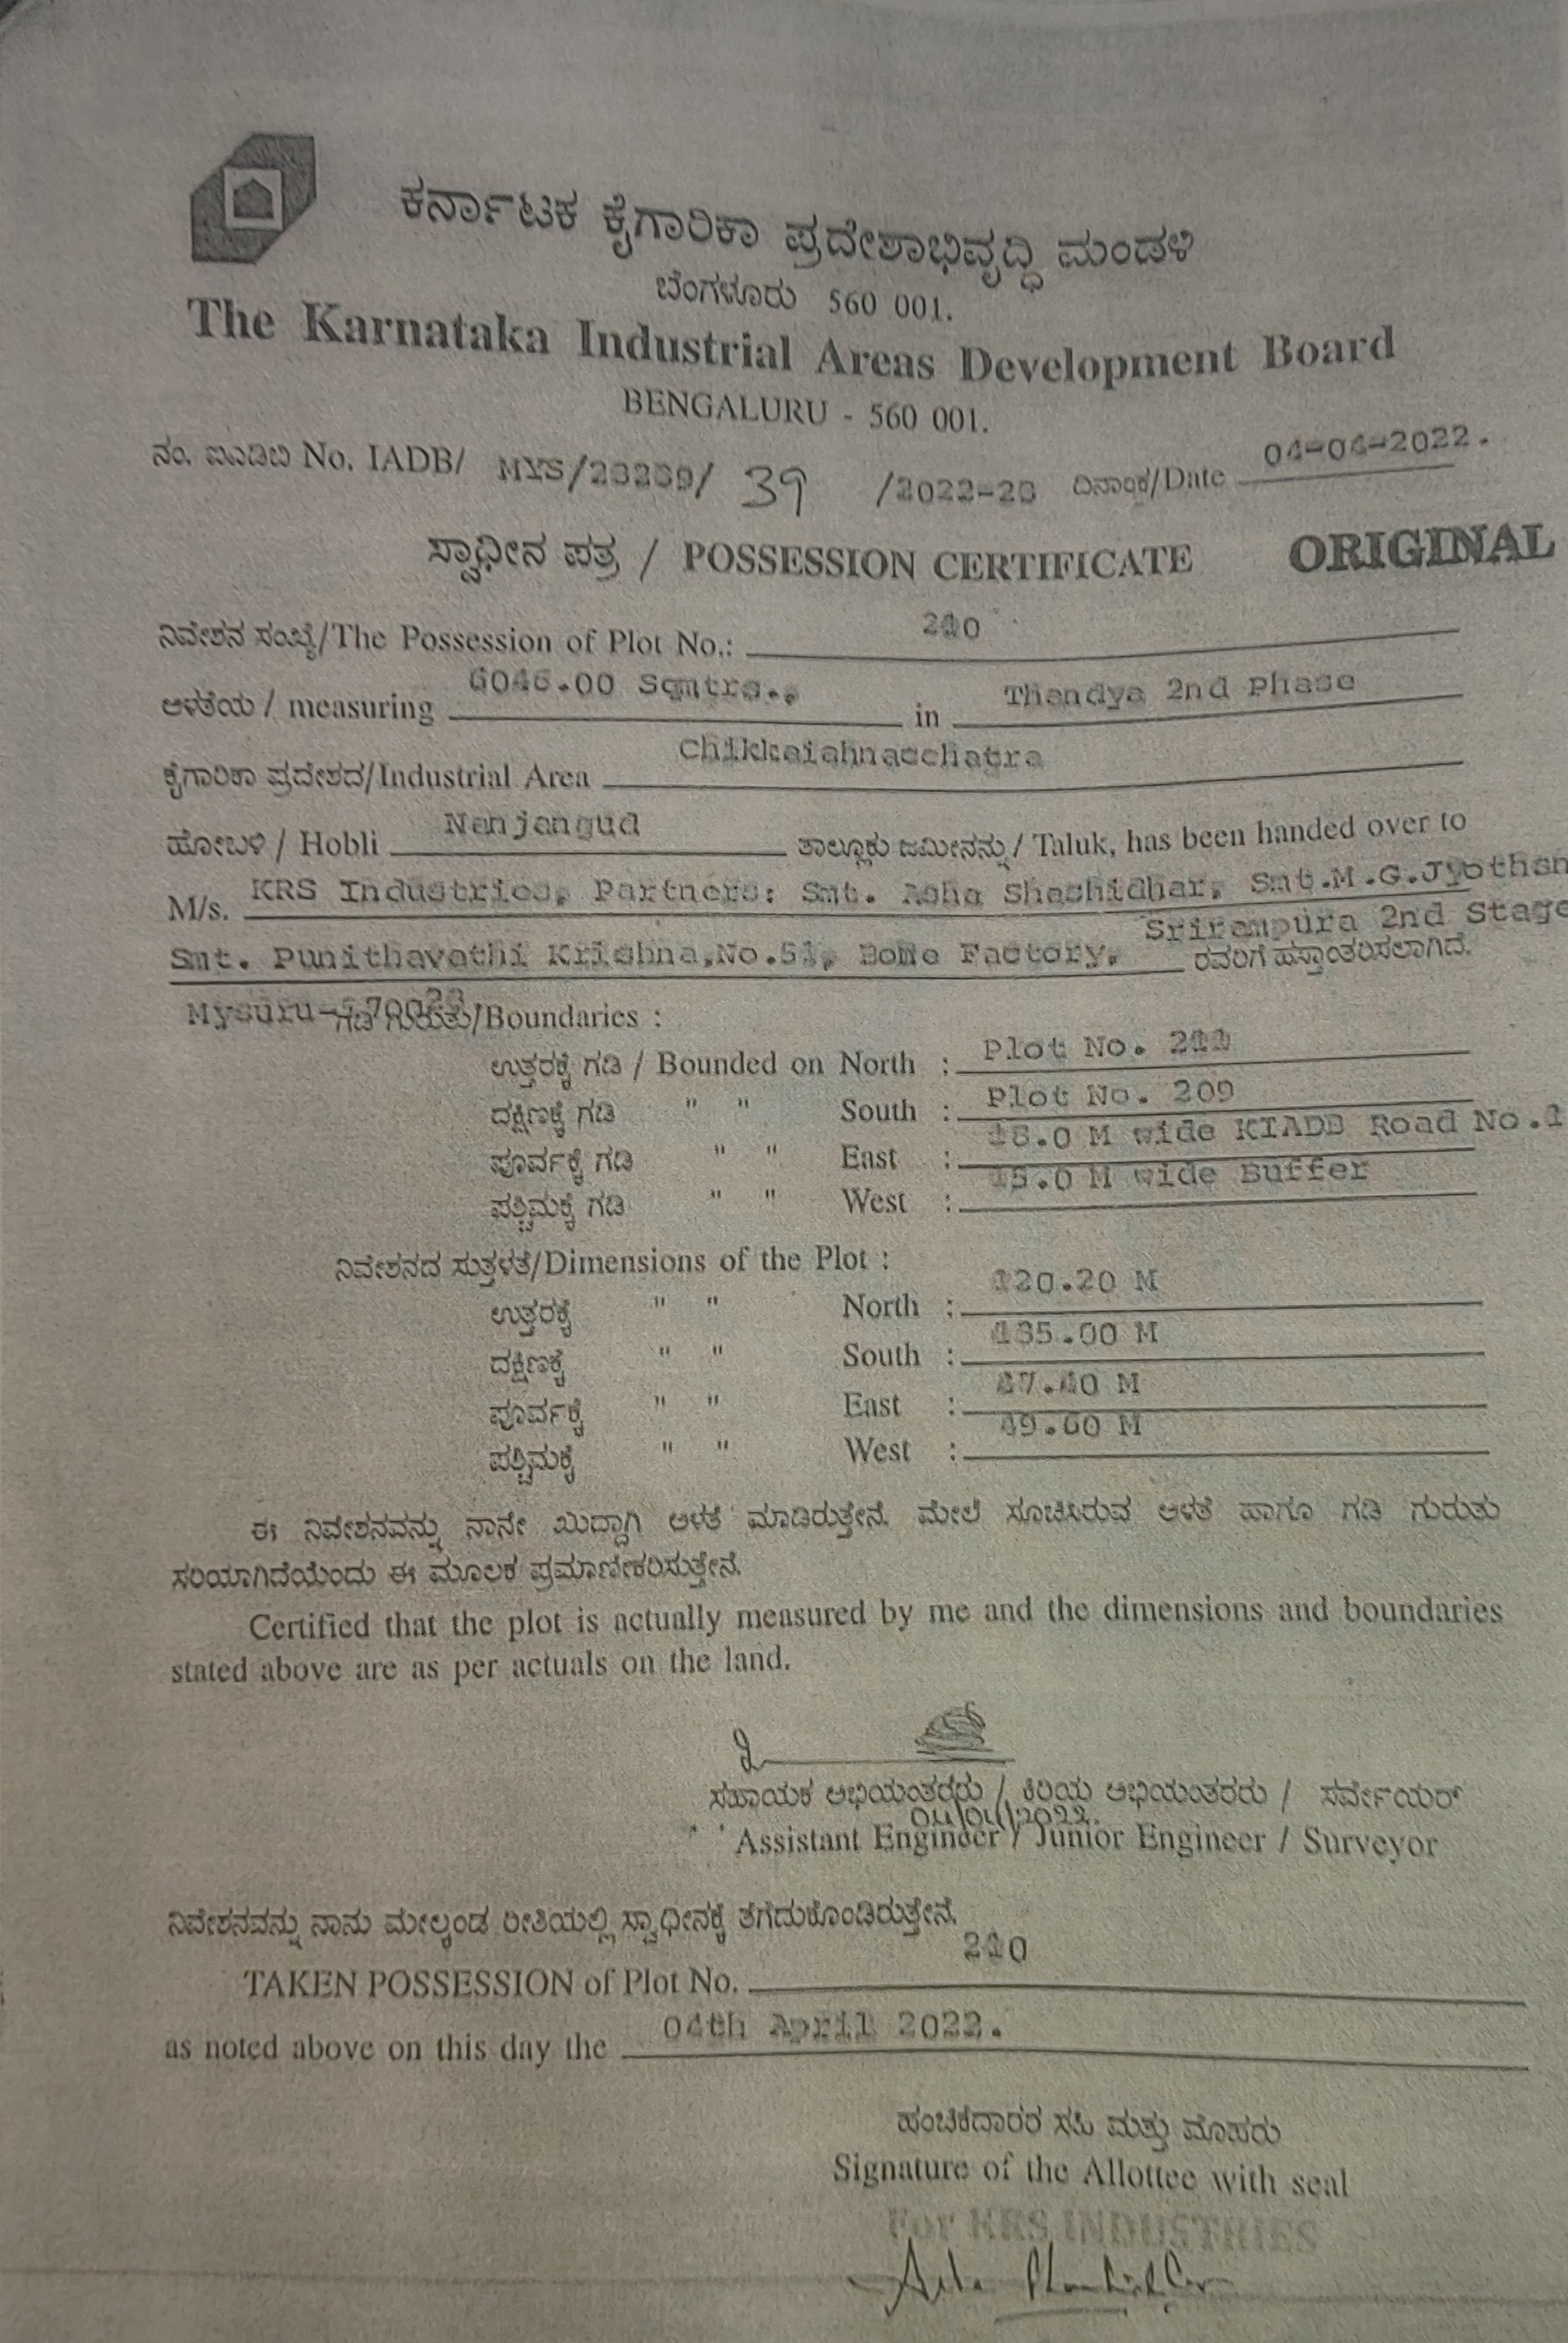 ಕರ್ನಾಟಕ ಕೈಗಾರಿಕಾ ಪ್ರದೇಶಾಭಿವೃದ್ಧಿ ಮಂಡಳಿ
ಬೆಂಗಳೂರು 560 001.
The Karnataka Industrial Areas Development Board
BENGALURU - 560 001.
ನಂ. ಐಎಡಿಬಿ No. IADB/ MYS/23239/ 39 /2022-23 ದಿನಾಂಕ/Date 04-04-2022.
ಸ್ವಾಧೀನ ಪತ್ರ / POSSESSION CERTIFICATE ORIGINAL
ನಿವೇಶನ ಸಂಖ್ಯೆ/The Possession of Plot No.: 210
ಅಳತೆಯ / measuring 6046.00 Sqmtrs., in Thandya 2nd Phase
ಕೈಗಾರಿಕಾ ಪ್ರದೇಶದ/Industrial Area Chikkaiahnacchatra
ಹೋಬಳಿ / Hobli Nanjangud ತಾಲ್ಲೂಕು ಜಮೀನನ್ನು / Taluk, has been handed over to
M/s. KRS Industries, Partners: Smt. Asha Shashidhar, Smt.M.G.Jyothsn
Smt. Punithavathi Krishna,No.51, Bone Factory, Srirampura 2nd Stage
ರವರಿಗೆ ಹಸ್ತಾಂತರಿಸಲಾಗಿದೆ.
Mysuru-570023 ಗಡಿ ಗುರುತು/Boundaries :
ಉತ್ತರಕ್ಕೆ ಗಡಿ / Bounded on North : Plot No. 211
ದಕ್ಷಿಣಕ್ಕೆ ಗಡಿ " " South : Plot No. 209
ಪೂರ್ವಕ್ಕೆ ಗಡಿ " " East : 18.0 M wide KIADB Road No.1
ಪಶ್ಚಿಮಕ್ಕೆ ಗಡಿ " " West : 15.0 M wide Buffer
ನಿವೇಶನದ ಸುತ್ತಳತೆ/Dimensions of the Plot :
ಉತ್ತರಕ್ಕೆ " " North : 120.20 M
ದಕ್ಷಿಣಕ್ಕೆ " " South : 135.00 M
ಪೂರ್ವಕ್ಕೆ " " East : 47.40 M
ಪಶ್ಚಿಮಕ್ಕೆ " " West : 49.60 M
ಈ ನಿವೇಶನವನ್ನು ನಾನೇ ಖುದ್ದಾಗಿ ಅಳತೆ ಮಾಡಿರುತ್ತೇನೆ. ಮೇಲೆ ಸೂಚಿಸಿರುವ ಅಳತೆ ಹಾಗೂ ಗಡಿ ಗುರುತು
ಸರಿಯಾಗಿದೆಯೆಂದು ಈ ಮೂಲಕ ಪ್ರಮಾಣೀಕರಿಸುತ್ತೇನೆ.
Certified that the plot is actually measured by me and the dimensions and boundaries
stated above are as per actuals on the land.
ಸಹಾಯಕ ಅಭಿಯಂತರರು / ಕಿರಿಯ ಅಭಿಯಂತರರು / ಸರ್ವೇಯರ್
04/04/2022.
Assistant Engineer / Junior Engineer / Surveyor
ನಿವೇಶನವನ್ನು ನಾನು ಮೇಲ್ಕಂಡ ರೀತಿಯಲ್ಲಿ ಸ್ವಾಧೀನಕ್ಕೆ ತೆಗೆದುಕೊಂಡಿರುತ್ತೇನೆ.
TAKEN POSSESSION of Plot No. 210
as noted above on this day the 04th April 2022.
ಹಂಚಿಕೆದಾರರ ಸಹಿ ಮತ್ತು ಮೊಹರು
Signature of the Allottee with seal
For KRS INDUSTRIES